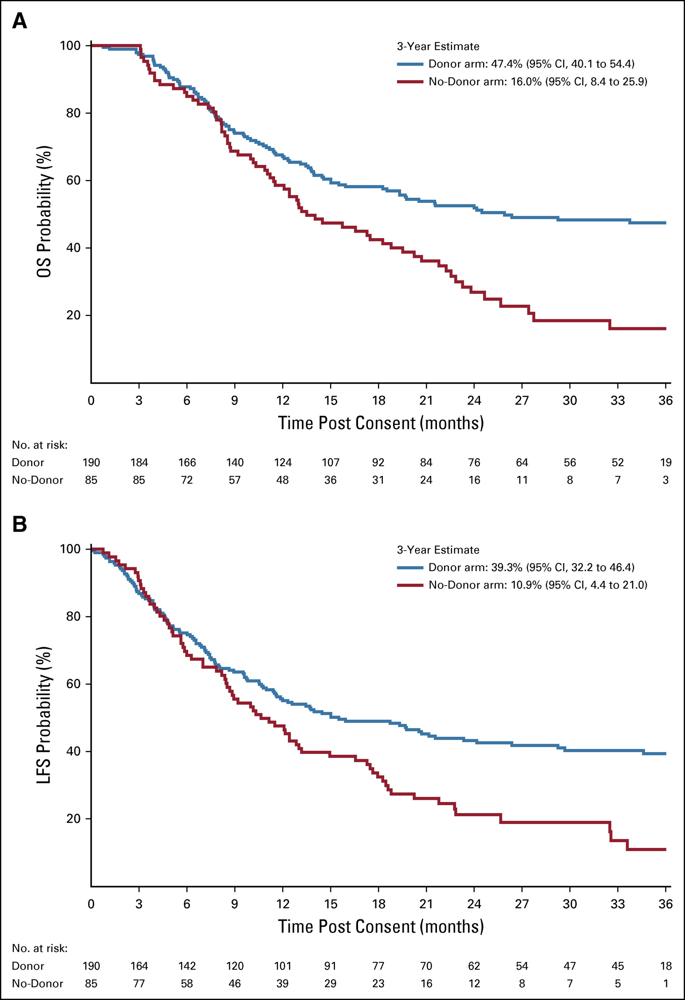 A
100
80
60
40
20
OS Probability (%)
3-Year Estimate
Donor arm: 47.4% (95% CI, 40.1 to 54.4)
No-Donor arm: 16.0% (95% CI, 8.4 to 25.9)
0 3 6 9 12 15 18 21 24 27 30 33 36
Time Post Consent (months)
No. at risk:
Donor 190 184 166 140 124 107 92 84 76 64 56 52 19
No-Donor 85 85 72 57 48 36 31 24 16 11 8 7 3
B
100
80
60
40
20
LFS Probability (%)
3-Year Estimate
Donor arm: 39.3% (95% CI, 32.2 to 46.4)
No-Donor arm: 10.9% (95% CI, 4.4 to 21.0)
0 3 6 9 12 15 18 21 24 27 30 33 36
Time Post Consent (months)
No. at risk:
Donor 190 164 142 120 101 91 77 70 62 54 47 45 18
No-Donor 85 77 58 46 39 29 23 16 12 8 7 5 1